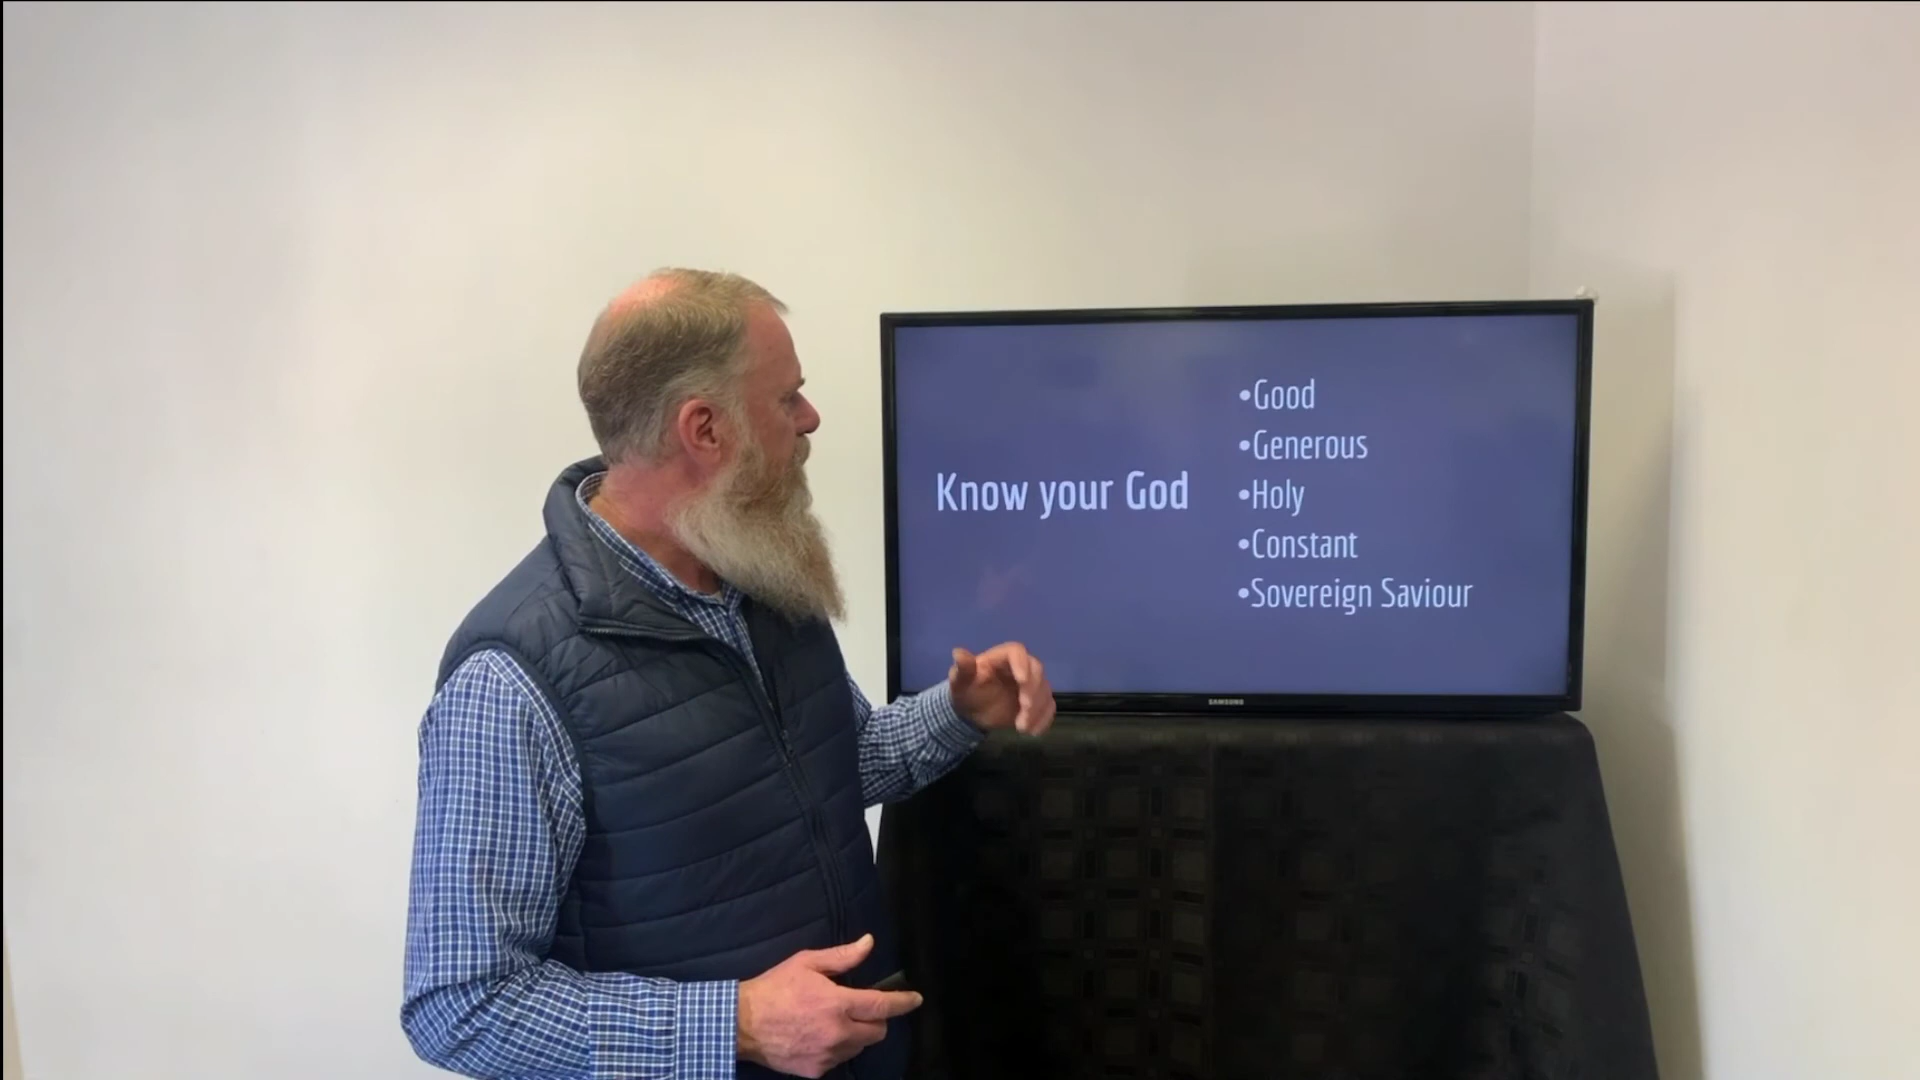 Know your God
•Good
•Generous
•Holy
•Constant
•Sovereign Saviour
SAMSUNG